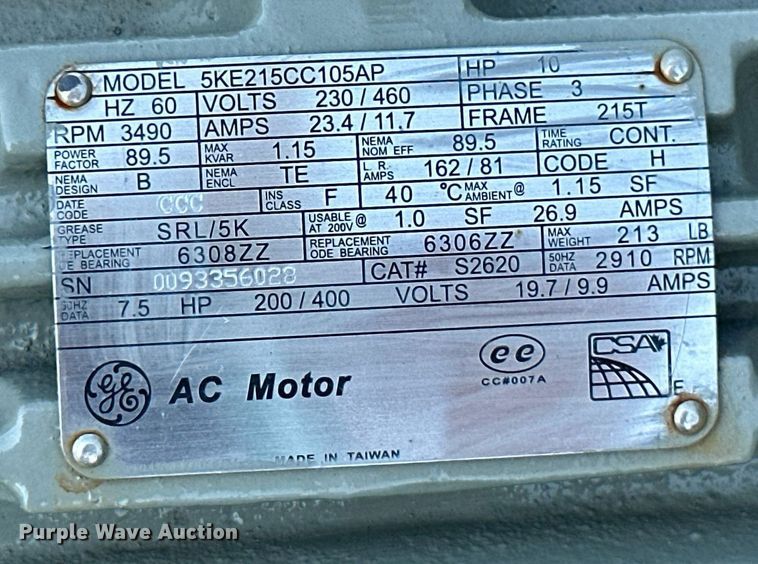 MODEL 5KE215CC105AP HP 10
HZ 60 VOLTS 230 / 460 PHASE 3
RPM 3490 AMPS 23.4 / 11.7 FRAME 215T
POWER FACTOR 89.5 MAX KVAR 1.15 NEMA NOM EFF 89.5 TIME RATING CONT.
NEMA DESIGN B NEMA ENCL TE L.R. AMPS 162 / 81 CODE H
DATE CODE CCC INS CLASS F 40 °C MAX AMBIENT@ 1.15 SF
GREASE TYPE SRL/5K USABLE AT 200V@ 1.0 SF 26.9 AMPS
REPLACEMENT DE BEARING 6308ZZ REPLACEMENT ODE BEARING 6306ZZ MAX WEIGHT 213 LB
SN 0093356028 CAT# S2620 50HZ DATA 2910 RPM
50HZ DATA 7.5 HP 200 / 400 VOLTS 19.7 / 9.9 AMPS
GE AC Motor
ee
CC#007A
CSA
E
MADE IN TAIWAN
Purple Wave Auction